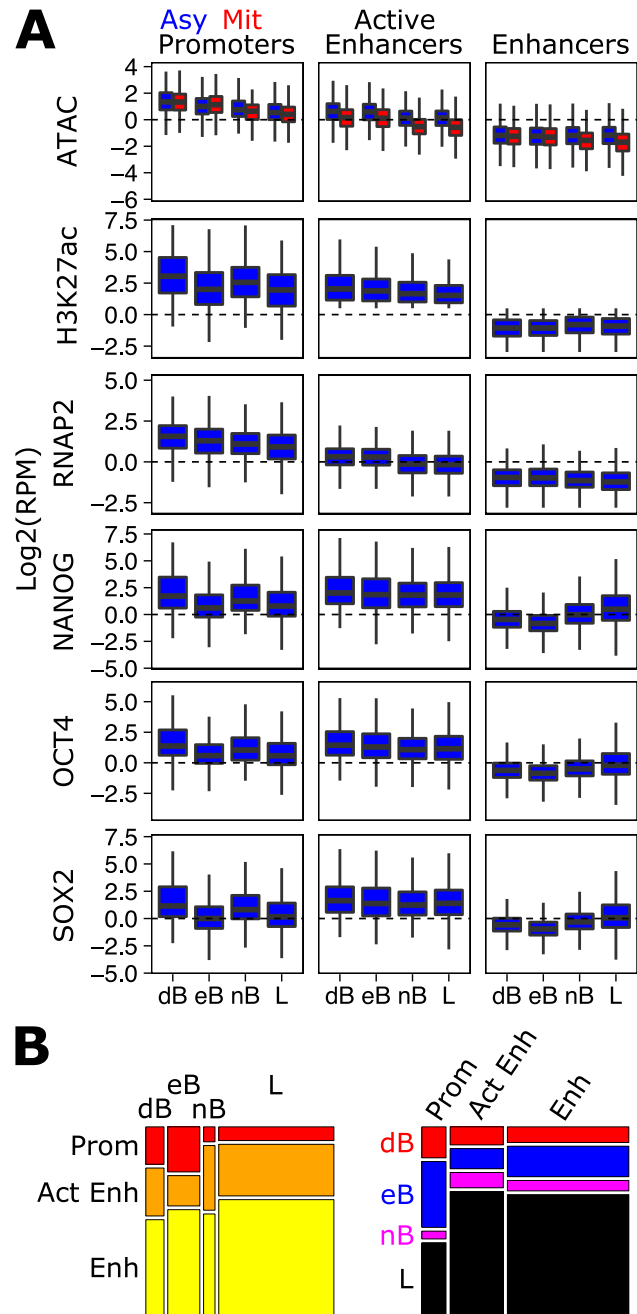 A
Asy Mit
Promoters
Active
Enhancers
Enhancers
Log2(RPM)
ATAC
4
2
0
−2
−4
−6
H3K27ac
7.5
5.0
2.5
0.0
−2.5
RNAP2
5.0
2.5
0.0
−2.5
NANOG
7.5
5.0
2.5
0.0
−2.5
−5.0
OCT4
5.0
2.5
0.0
−2.5
SOX2
7.5
5.0
2.5
0.0
−2.5
−5.0
dB eB nB L
dB eB nB L
dB eB nB L
B
dB eB nB L
Prom
Act Enh
Enh
Prom Act Enh Enh
dB
eB
nB
L